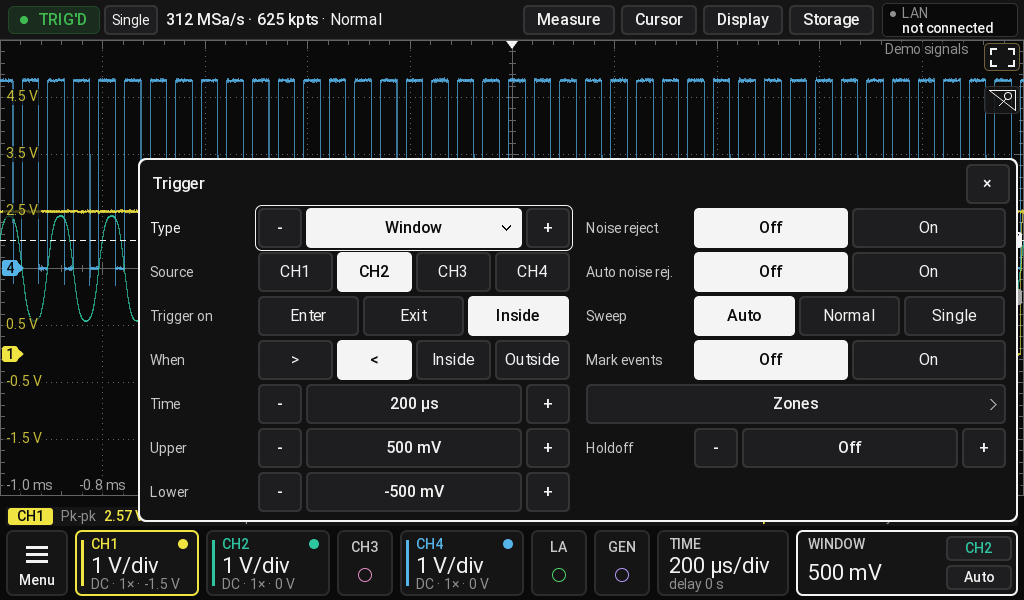 TRIG'D Single 312 MSa/s · 625 kpts · Normal Measure Cursor Display Storage LAN
not connected
Demo signals
4.5 V
3.5 V
Trigger ×
2.5 V
Type - Window + Noise reject Off On
Source CH1 CH2 CH3 CH4 Auto noise rej. Off On
4
Trigger on Enter Exit Inside Sweep Auto Normal Single
0.5 V
1
When > < Inside Outside Mark events Off On
-0.5 V
Time - 200 µs + Zones
-1.5 V
Upper - 500 mV + Holdoff - Off +
Lower - -500 mV +
-1.0 ms -0.8 ms
CH1 Pk-pk 2.57
Menu
CH1
1 V/div
DC · 1× · -1.5 V
CH2
1 V/div
DC · 1× · 0 V
CH3
CH4
1 V/div
DC · 1× · 0 V
LA
GEN
TIME
200 µs/div
delay 0 s
WINDOW CH2
500 mV Auto